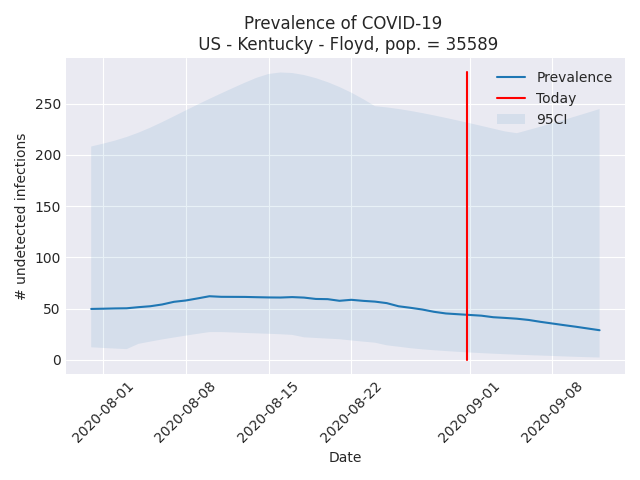 Prevalence of COVID-19
US - Kentucky - Floyd, pop. = 35589
Prevalence
Today
95CI
# undetected infections
250
200
150
100
50
0
2020-08-01
2020-08-08
2020-08-15
2020-08-22
2020-09-01
2020-09-08
Date